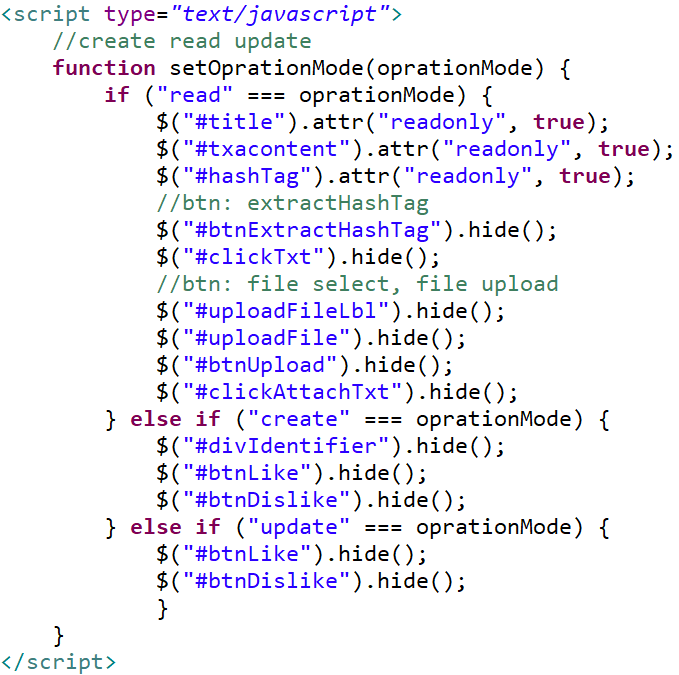 <script type="text/javascript">
    //create read update
    function setOprationMode(oprationMode) {
        if ("read" === oprationMode) {
            $("#title").attr("readonly", true);
            $("#txacontent").attr("readonly", true);
            $("#hashTag").attr("readonly", true);
            //btn: extractHashTag
            $("#btnExtractHashTag").hide();
            $("#clickTxt").hide();
            //btn: file select, file upload
            $("#uploadFileLbl").hide();
            $("#uploadFile").hide();
            $("#btnUpload").hide();
            $("#clickAttachTxt").hide();
        } else if ("create" === oprationMode) {
            $("#divIdentifier").hide();
            $("#btnLike").hide();
            $("#btnDislike").hide();
        } else if ("update" === oprationMode) {
            $("#btnLike").hide();
            $("#btnDislike").hide();
            }
    }
</script>